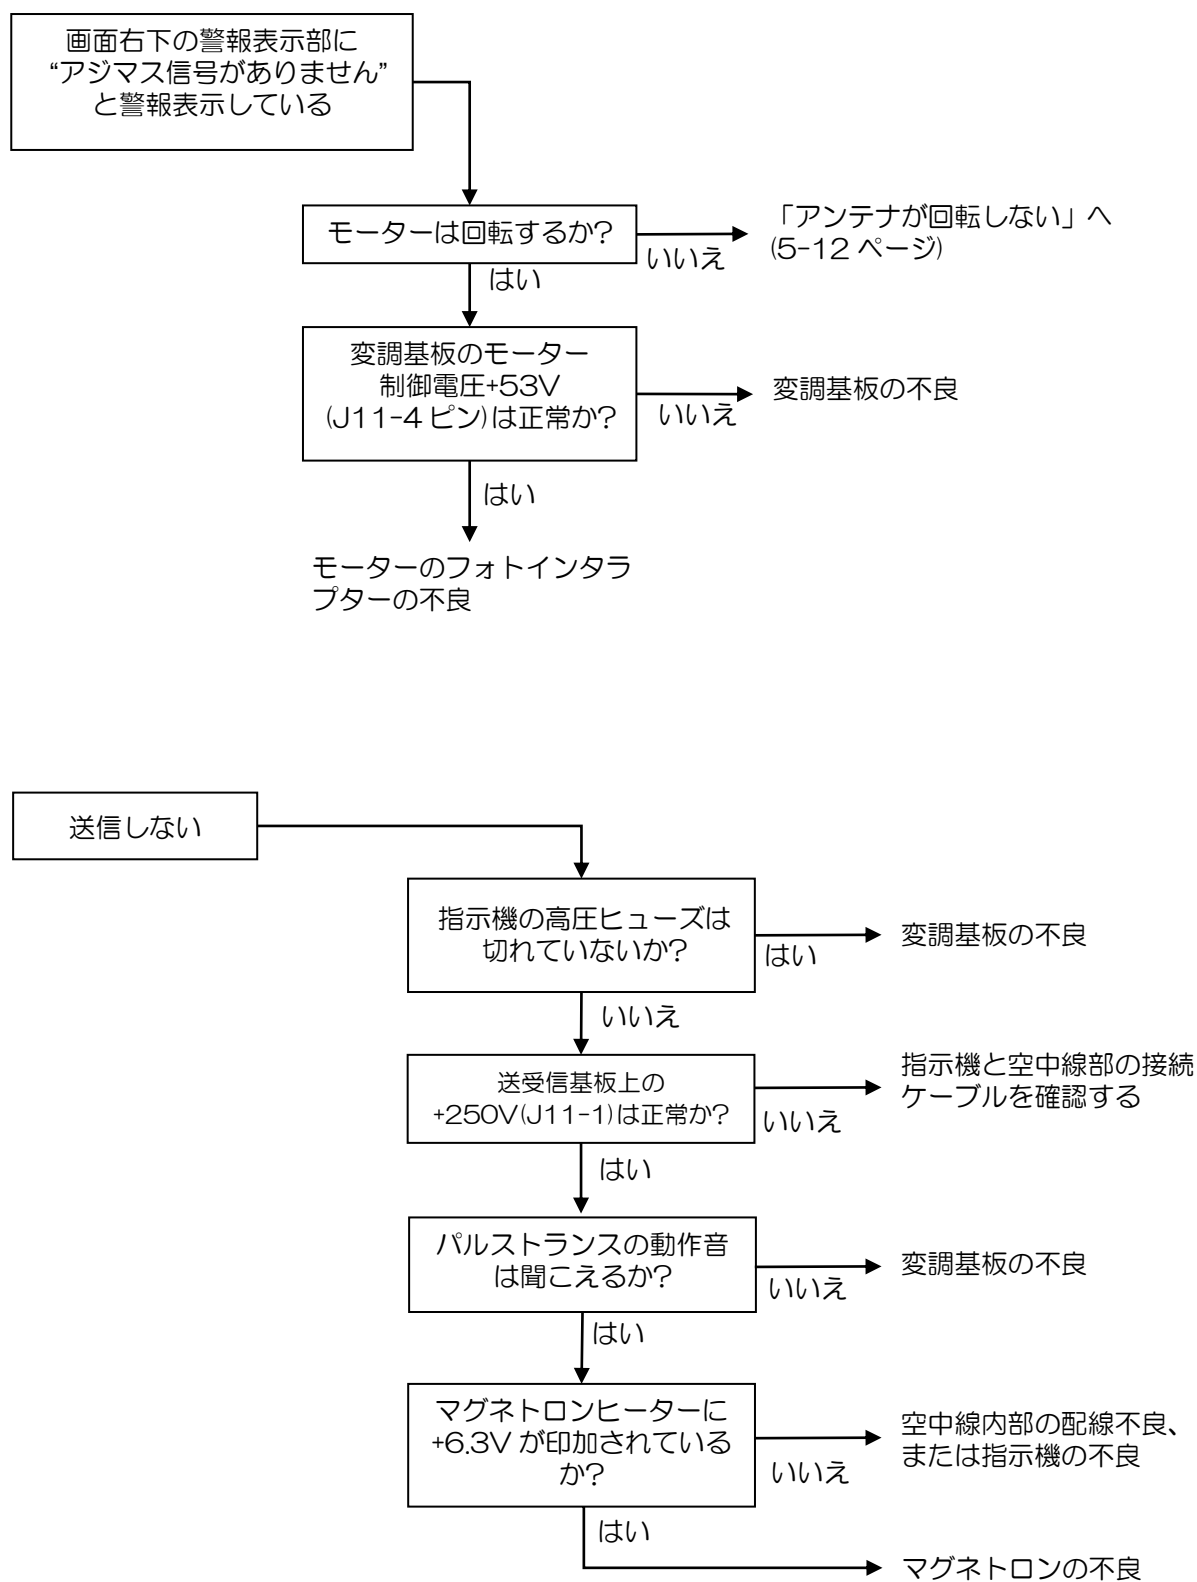 画面右下の警報表示部に
“アジマス信号がありません”
と警報表示している
モーターは回転するか?
いいえ
「アンテナが回転しない」へ
(5-12 ページ)
はい
変調基板のモーター
制御電圧+53V
(J11-4 ピン)は正常か?
いいえ
変調基板の不良
はい
モーターのフォトインタラ
プターの不良
送信しない
指示機の高圧ヒューズは
切れていないか?
はい
変調基板の不良
いいえ
送受信基板上の
+250V(J11-1)は正常か?
いいえ
指示機と空中線部の接続
ケーブルを確認する
はい
パルストランスの動作音
は聞こえるか?
いいえ
変調基板の不良
はい
マグネトロンヒーターに
+6.3V が印加されている
か?
いいえ
空中線内部の配線不良、
または指示機の不良
はい
マグネトロンの不良